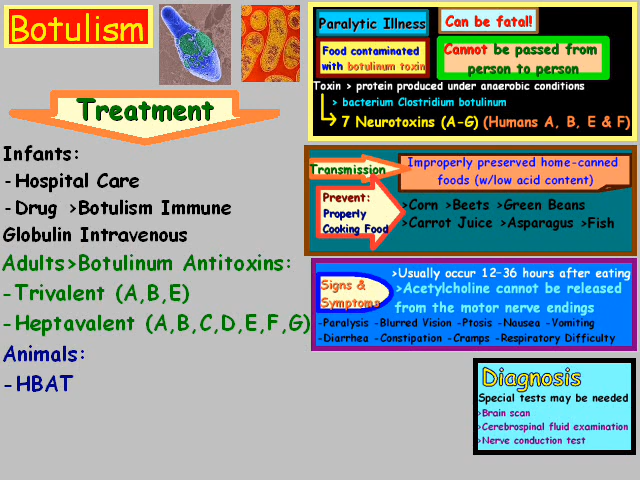 Botulism
Treatment
Infants:
-Hospital Care
-Drug >Botulism Immune
Globulin Intravenous
Adults>Botulinum Antitoxins:
-Trivalent (A,B,E)
-Heptavalent (A,B,C,D,E,F,G)
Animals:
-HBAT
Paralytic Illness
Can be fatal!
Food contaminated
with botulinum toxin
Cannot be passed from
person to person
Toxin > protein produced under anaerobic conditions
> bacterium Clostridium botulinum
7 Neurotoxins (A-G) (Humans A, B, E & F)
Transmission
Improperly preserved home-canned
foods (w/low acid content)
Prevent:
Properly
Cooking Food
>Corn >Beets >Green Beans
>Carrot Juice >Asparagus >Fish
Signs &
Symptoms
>Usually occur 12-36 hours after eating
>Acetylcholine cannot be released
from the motor nerve endings
-Paralysis -Blurred Vision -Ptosis -Nausea -Vomiting
-Diarrhea -Constipation -Cramps -Respiratory Difficulty
Diagnosis
Special tests may be needed
>Brain scan
>Cerebrospinal fluid examination
>Nerve conduction test